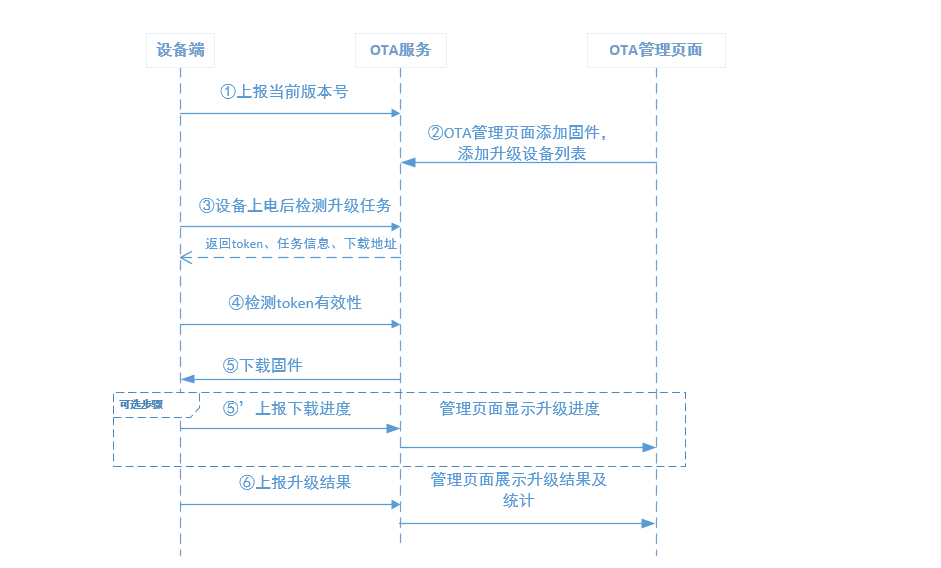 设备端
OTA服务
OTA管理页面
①上报当前版本号
②OTA管理页面添加固件，
添加升级设备列表
③设备上电后检测升级任务
返回token、任务信息、下载地址
④检测token有效性
⑤下载固件
可选步骤
⑤’上报下载进度
管理页面显示升级进度
⑥上报升级结果
管理页面展示升级结果及
统计